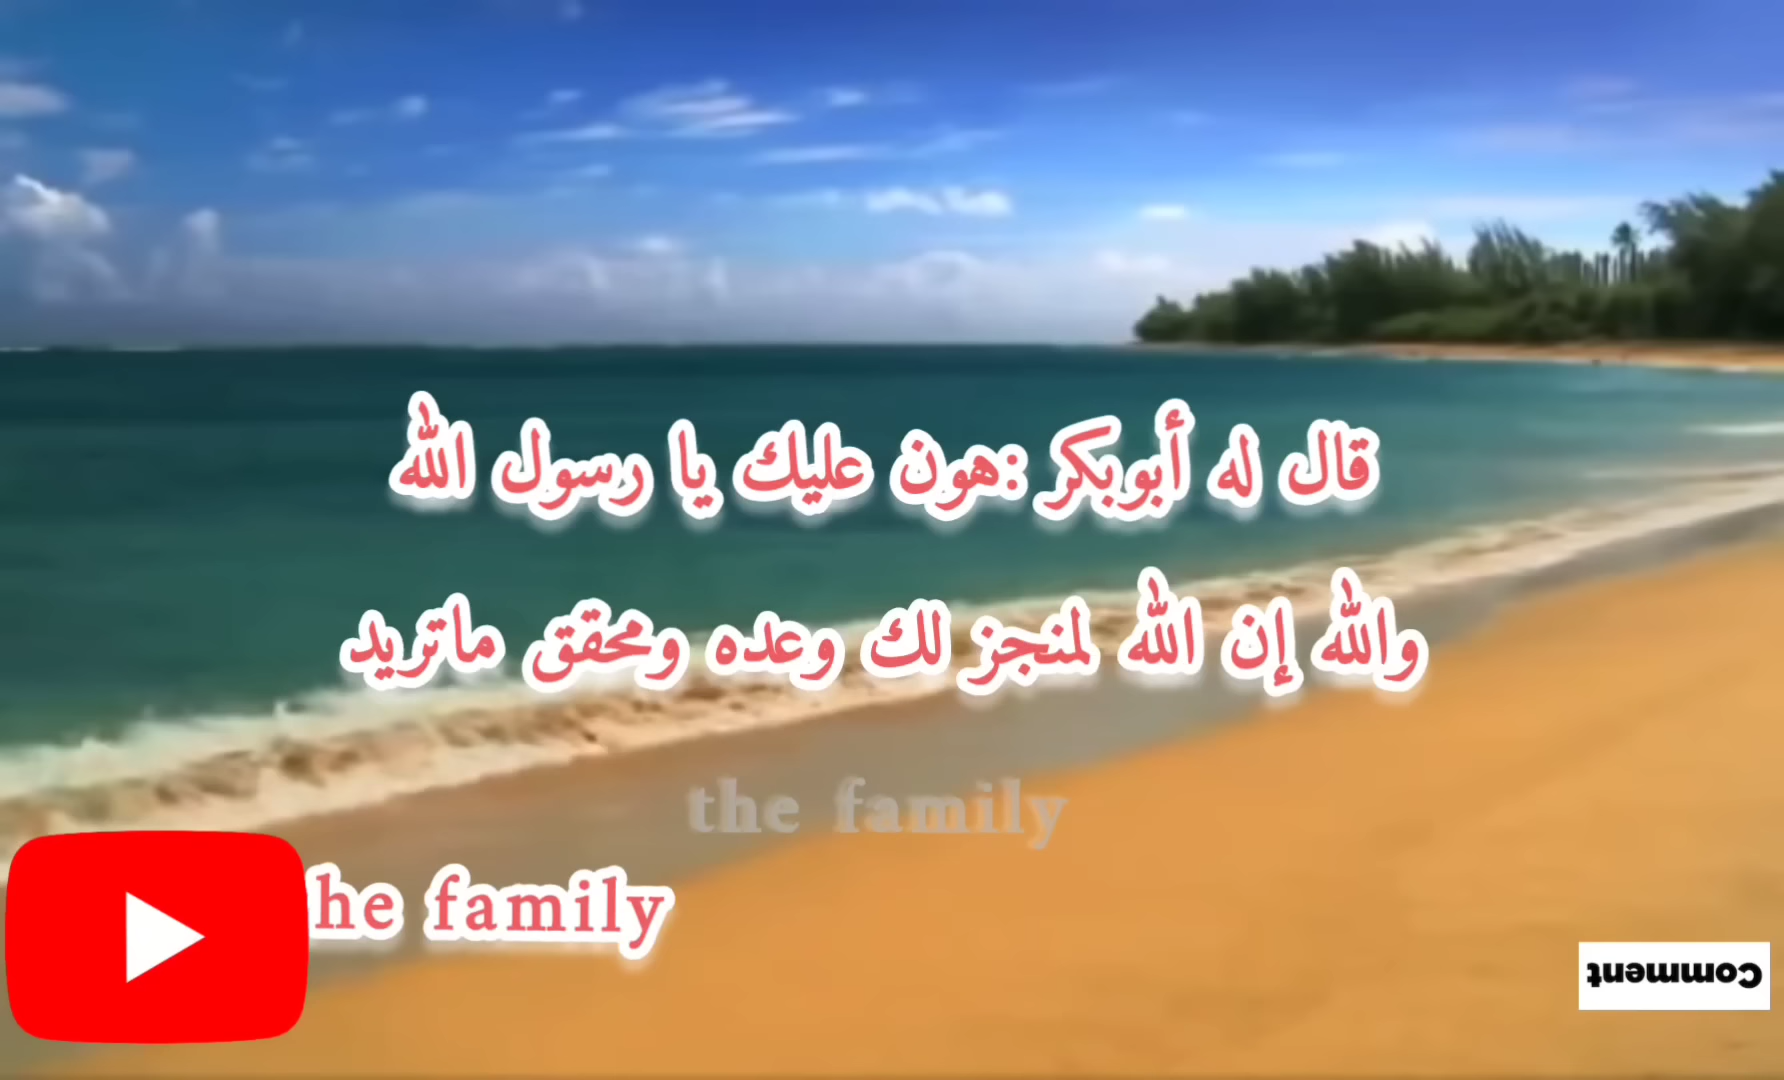 قال له أبوبكر :هون عليك يا رسول الله
والله إن الله لمنجز لك وعده ومحقق ماتريد
the family
he family
Comment